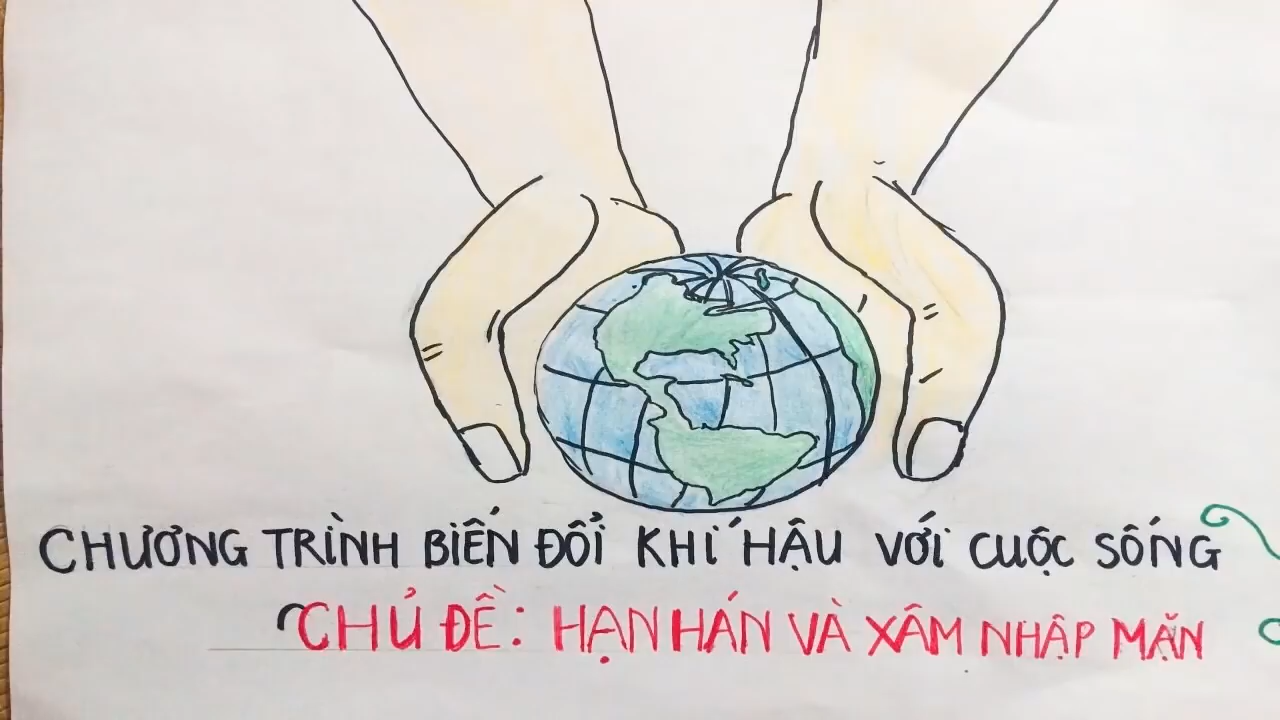 CHƯƠNG TRÌNH BIẾN ĐỔI KHÍ HẬU VỚI CUỘC SỐNG
CHỦ ĐỀ: HẠN HÁN VÀ XÂM NHẬP MẶN